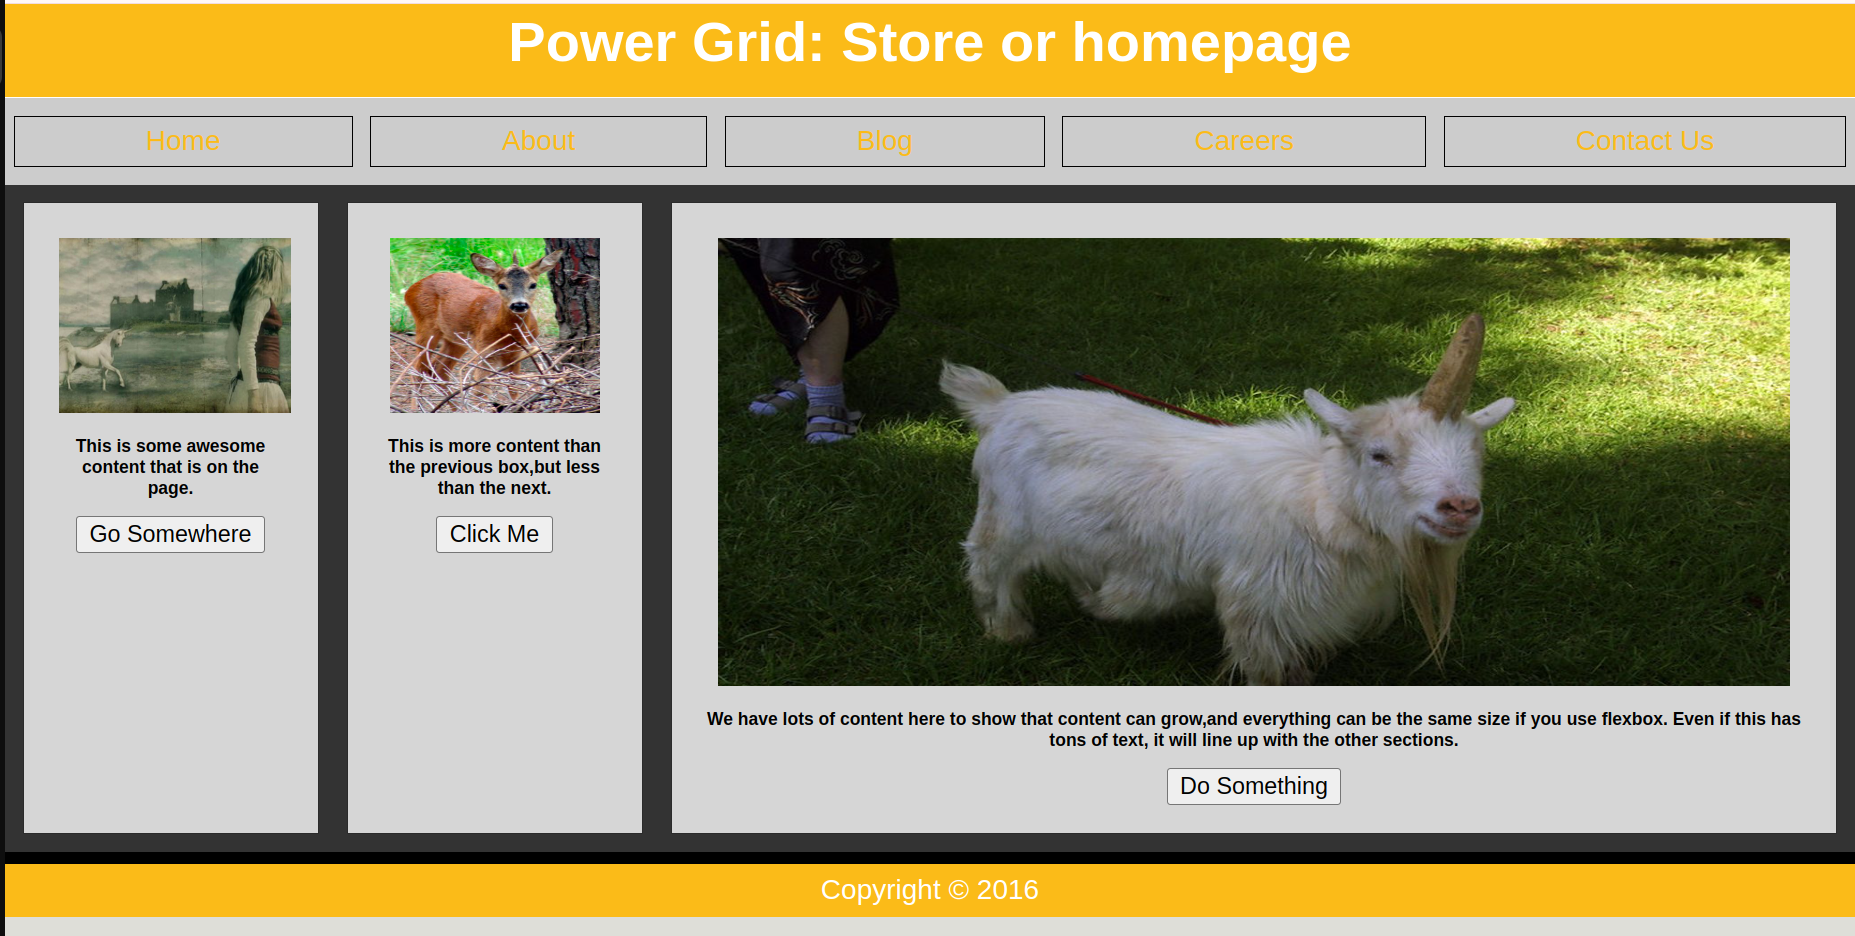 Power Grid: Store or homepage
Home
About
Blog
Careers
Contact Us
This is some awesome
content that is on the
page.
Go Somewhere
This is more content than
the previous box,but less
than the next.
Click Me
We have lots of content here to show that content can grow,and everything can be the same size if you use flexbox. Even if this has
tons of text, it will line up with the other sections.
Do Something
Copyright © 2016